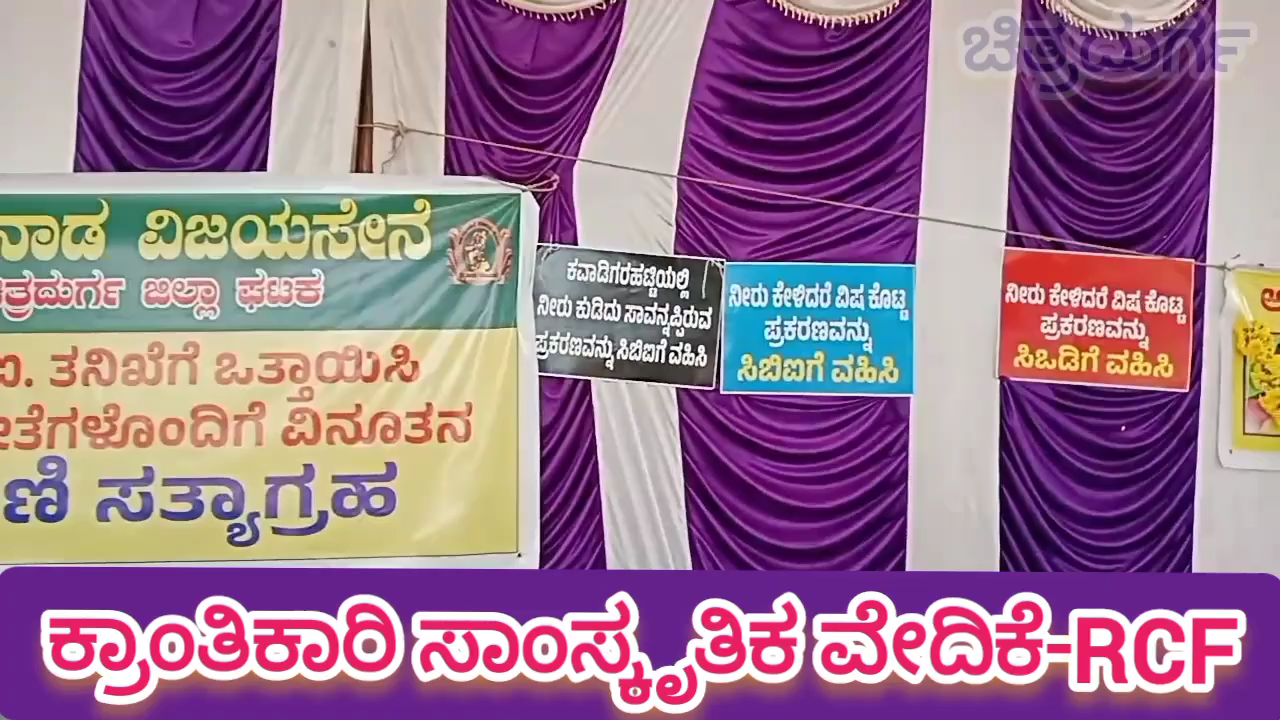 ಚಿತ್ರದುರ್ಗ
ನಾಡ ವಿಜಯಸೇನೆ
ತ್ರದುರ್ಗ ಜಿಲ್ಲಾ ಘಟಕ
ಐ. ತನಿಖೆಗೆ ಒತ್ತಾಯಿಸಿ
ತೆಗಳೊಂದಿಗೆ ವಿನೂತನ
ಣಿ ಸತ್ಯಾಗ್ರಹ
ಕವಾಡಿಗರಹಟ್ಟಿಯಲ್ಲಿ
ನೀರು ಕುಡಿದು ಸಾವನ್ನಪ್ಪಿರುವ
ಪ್ರಕರಣವನ್ನು ಸಿಬಿಐಗೆ ವಹಿಸಿ
ನೀರು ಕೇಳಿದರೆ ವಿಷ ಕೊಟ್ಟ
ಪ್ರಕರಣವನ್ನು
ಸಿಬಿಐಗೆ ವಹಿಸಿ
ನೀರು ಕೇಳಿದರೆ ವಿಷ ಕೊಟ್ಟ
ಪ್ರಕರಣವನ್ನು
ಸಿಒಡಿಗೆ ವಹಿಸಿ
ಕ್ರಾಂತಿಕಾರಿ ಸಾಂಸ್ಕೃತಿಕ ವೇದಿಕೆ-RCF